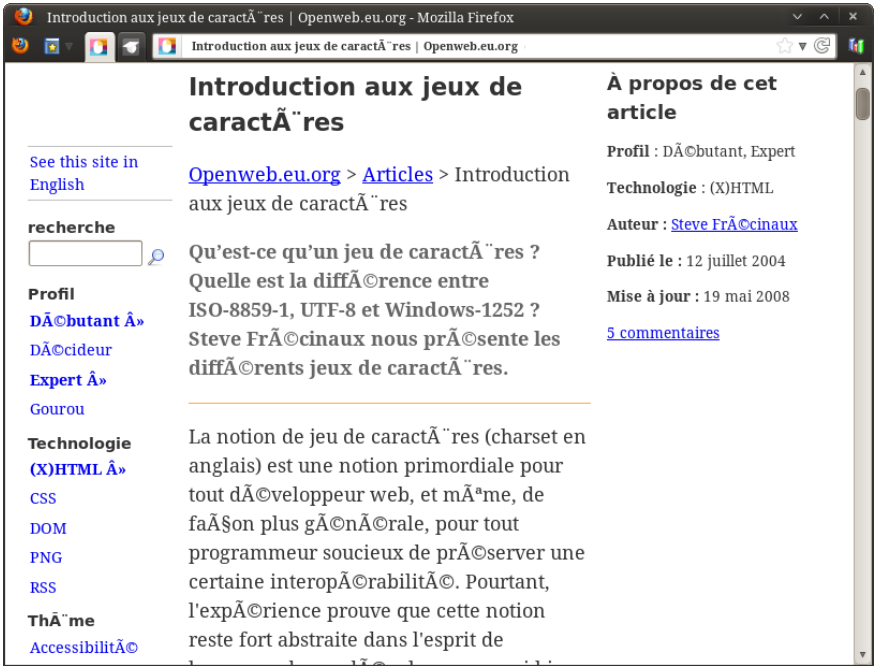 Introduction aux jeux de caractÃ¨res | Openweb.eu.org - Mozilla Firefox
Introduction aux jeux de caractÃ¨res | Openweb.eu.org
See this site in
English
recherche
Profil
DÃ©butant Â»
DÃ©cideur
Expert Â»
Gourou
Technologie
(X)HTML Â»
CSS
DOM
PNG
RSS
ThÃ¨me
AccessibilitÃ©
Introduction aux jeux de
caractÃ¨res
Openweb.eu.org > Articles > Introduction
aux jeux de caractÃ¨res
Qu’est-ce qu’un jeu de caractÃ¨res ?
Quelle est la diffÃ©rence entre
ISO-8859-1, UTF-8 et Windows-1252 ?
Steve FrÃ©cinaux nous prÃ©sente les
diffÃ©rents jeux de caractÃ¨res.
La notion de jeu de caractÃ¨res (charset en
anglais) est une notion primordiale pour
tout dÃ©veloppeur web, et mÃªme, de
faÃ§on plus gÃ©nÃ©rale, pour tout
programmeur soucieux de prÃ©server une
certaine interopÃ©rabilitÃ©. Pourtant,
l'expÃ©rience prouve que cette notion
reste fort abstraite dans l'esprit de
À propos de cet
article
Profil : DÃ©butant, Expert
Technologie : (X)HTML
Auteur : Steve FrÃ©cinaux
Publié le : 12 juillet 2004
Mise à jour : 19 mai 2008
5 commentaires